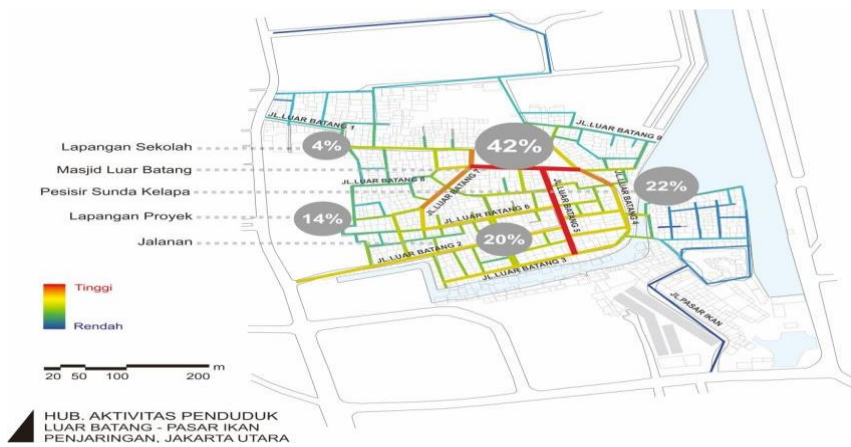 JL.LUAR BATANG 1
JL.LUAR BATANG 9
Lapangan Sekolah
4%
42%
Masjid Luar Batang
JL.LUAR BATANG 8
JL.LUAR BATANG 7
Pesisir Sunda Kelapa
22%
JL.LUAR BATANG 4
JL.LUAR BATANG 5
JL.LUAR BATANG 6
Lapangan Proyek
14%
Jalanan
20%
JL.LUAR BATANG 2
JL.LUAR BATANG 3
Tinggi
Rendah
JL.PASAR IKAN
m
20 50 100 200
HUB. AKTIVITAS PENDUDUK
LUAR BATANG - PASAR IKAN
PENJARINGAN, JAKARTA UTARA